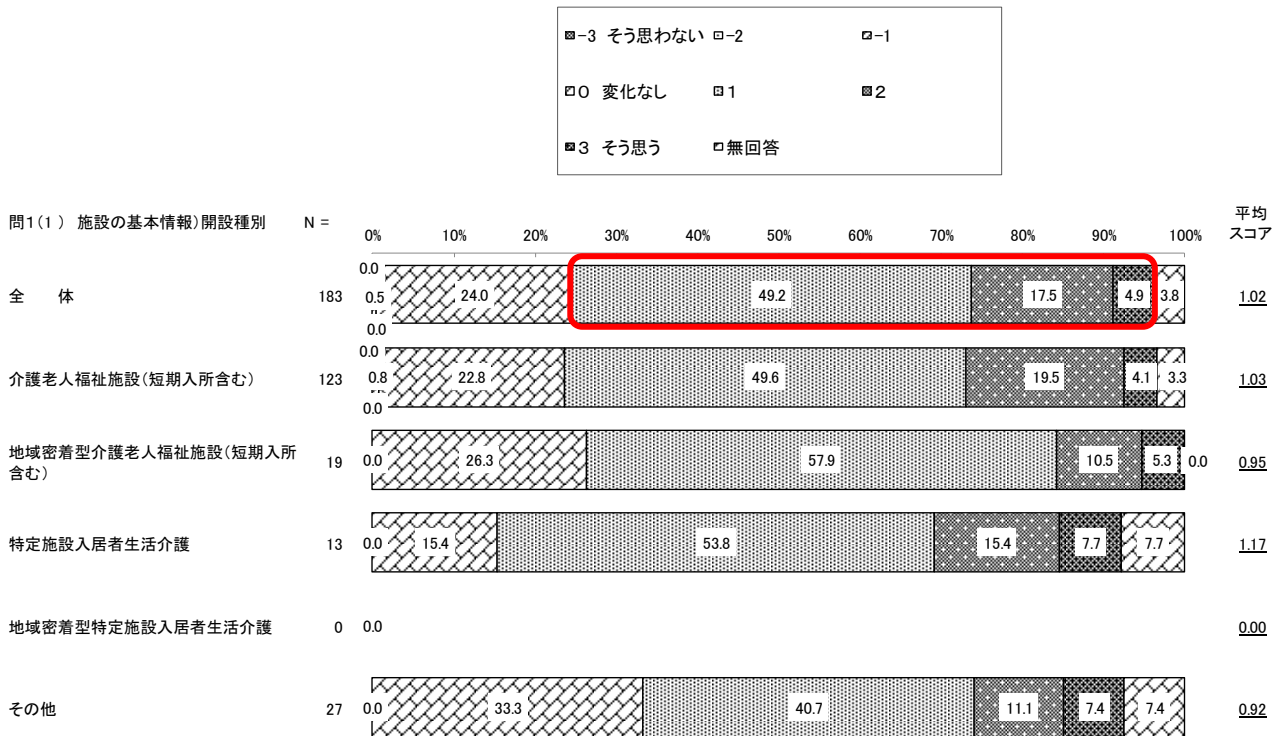 -3 そう思わない -2 -1
0 変化なし 1 2
3 そう思う 無回答
問1(1) 施設の基本情報)開設種別 N =
0% 10% 20% 30% 40% 50% 60% 70% 80% 90% 100%
平均
スコア
全 体 183 0.0 0.5 0.0 24.0 49.2 17.5 4.9 3.8 1.02
介護老人福祉施設(短期入所含む) 123 0.0 0.8 0.0 22.8 49.6 19.5 4.1 3.3 1.03
地域密着型介護老人福祉施設(短期入所
含む) 19 0.0 26.3 57.9 10.5 5.3 0.0 0.95
特定施設入居者生活介護 13 0.0 15.4 53.8 15.4 7.7 7.7 1.17
地域密着型特定施設入居者生活介護 0 0.0 0.00
その他 27 0.0 33.3 40.7 11.1 7.4 7.4 0.92